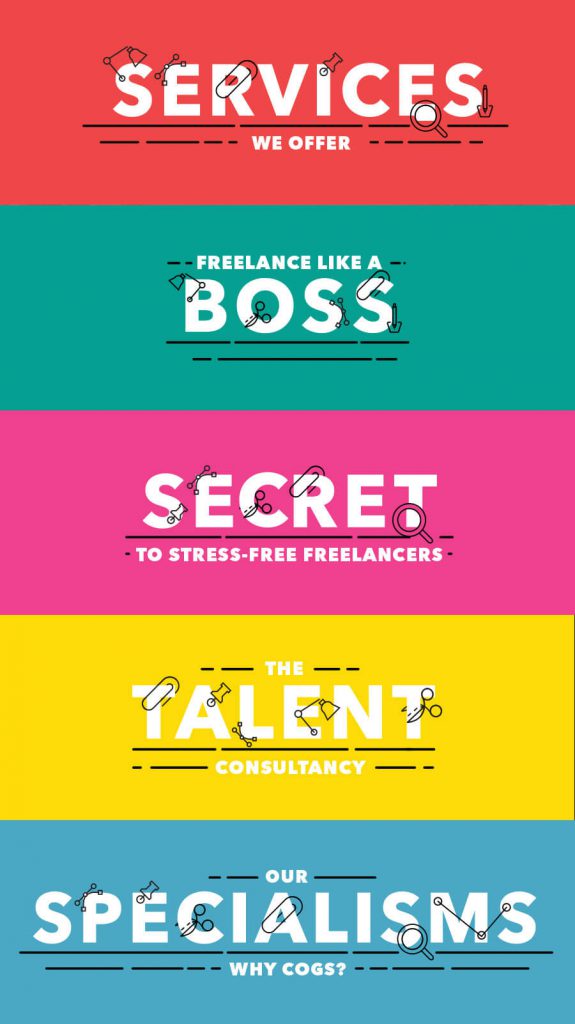 SERVICES
WE OFFER
FREELANCE LIKE A
BOSS
SECRET
TO STRESS-FREE FREELANCERS
THE
TALENT
CONSULTANCY
OUR
SPECIALISMS
WHY COGS?